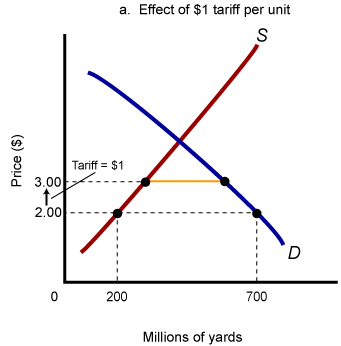 a. Effect of $1 tariff per unit
S
Price ($)
Tariff = $1
3.00
2.00
D
0 200 700
Millions of yards